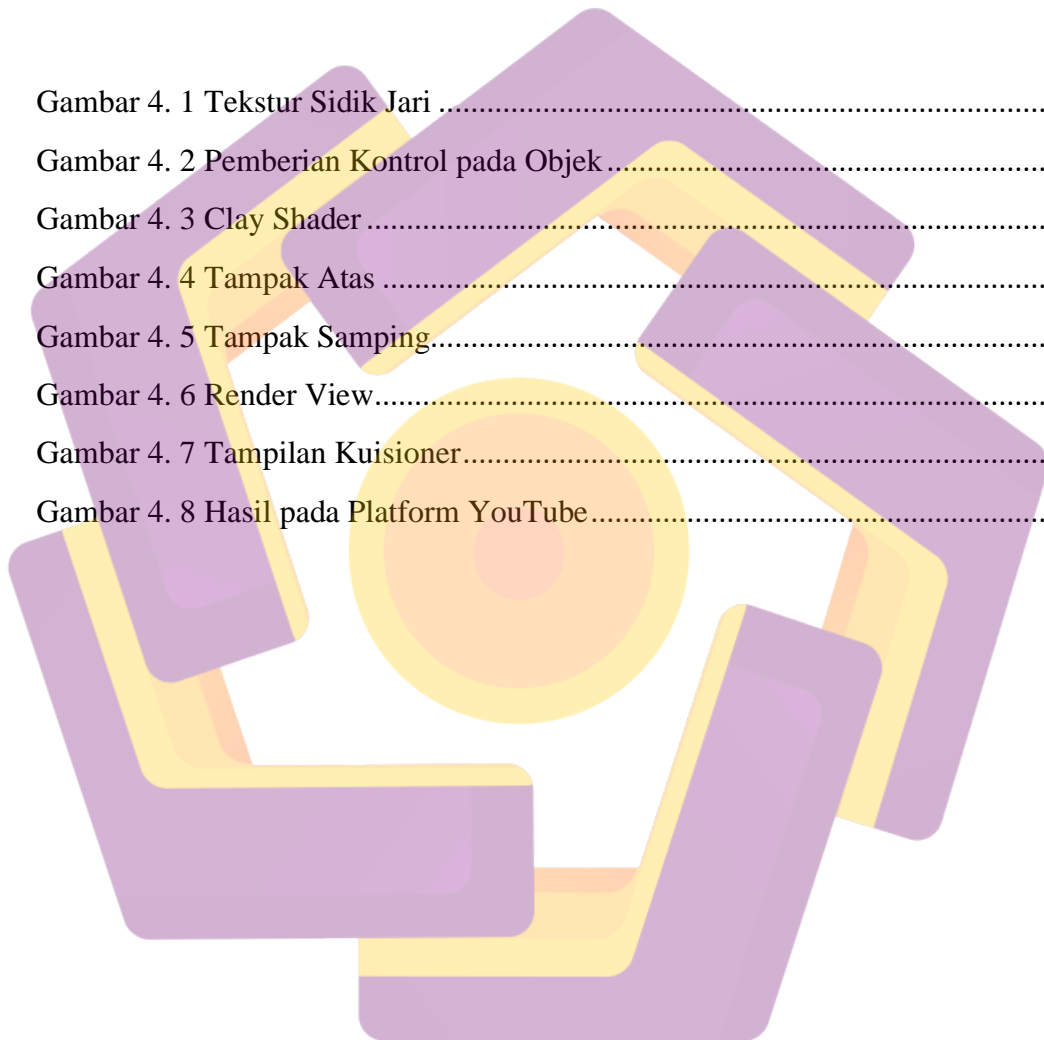 Gambar 4. 1 Tekstur Sidik Jari ........................................................................
Gambar 4. 2 Pemberian Kontrol pada Objek ....................................................
Gambar 4. 3 Clay Shader ..................................................................................
Gambar 4. 4 Tampak Atas ................................................................................
Gambar 4. 5 Tampak Samping..........................................................................
Gambar 4. 6 Render View.................................................................................
Gambar 4. 7 Tampilan Kuisioner......................................................................
Gambar 4. 8 Hasil pada Platform YouTube......................................................